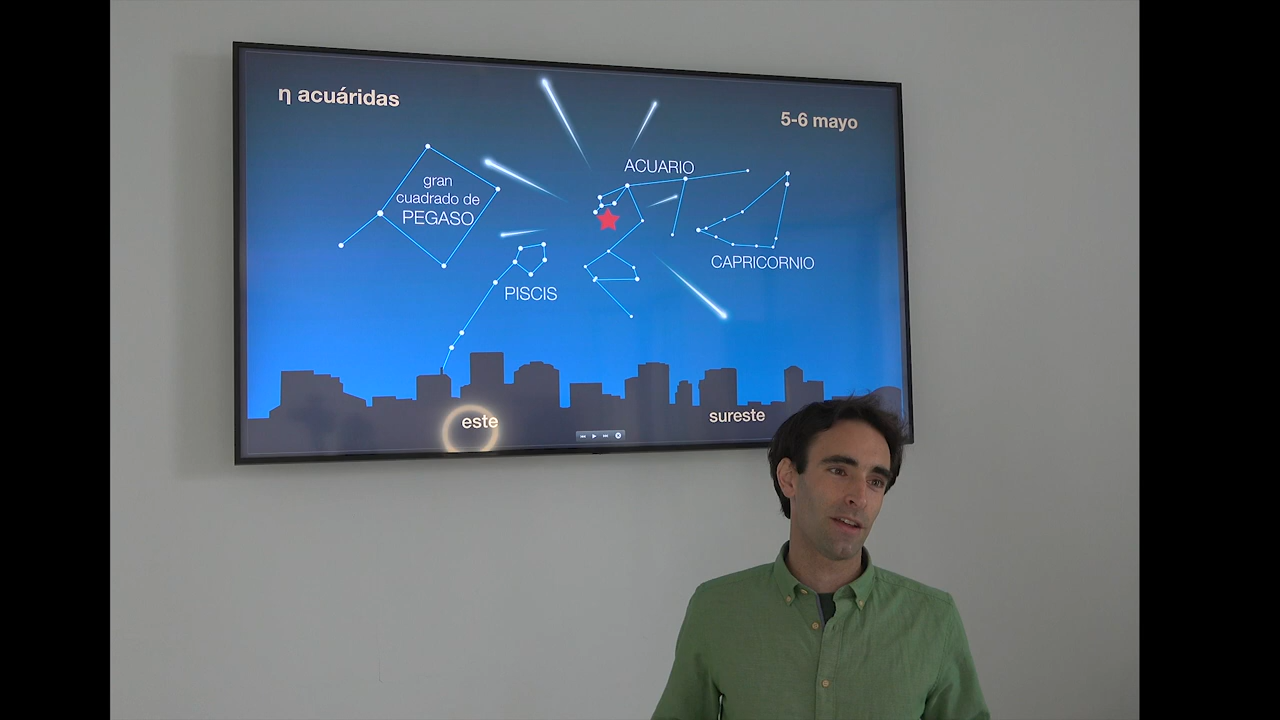 η acuáridas
5-6 mayo
ACUARIO
gran
cuadrado de
PEGASO
CAPRICORNIO
PISCIS
este
sureste